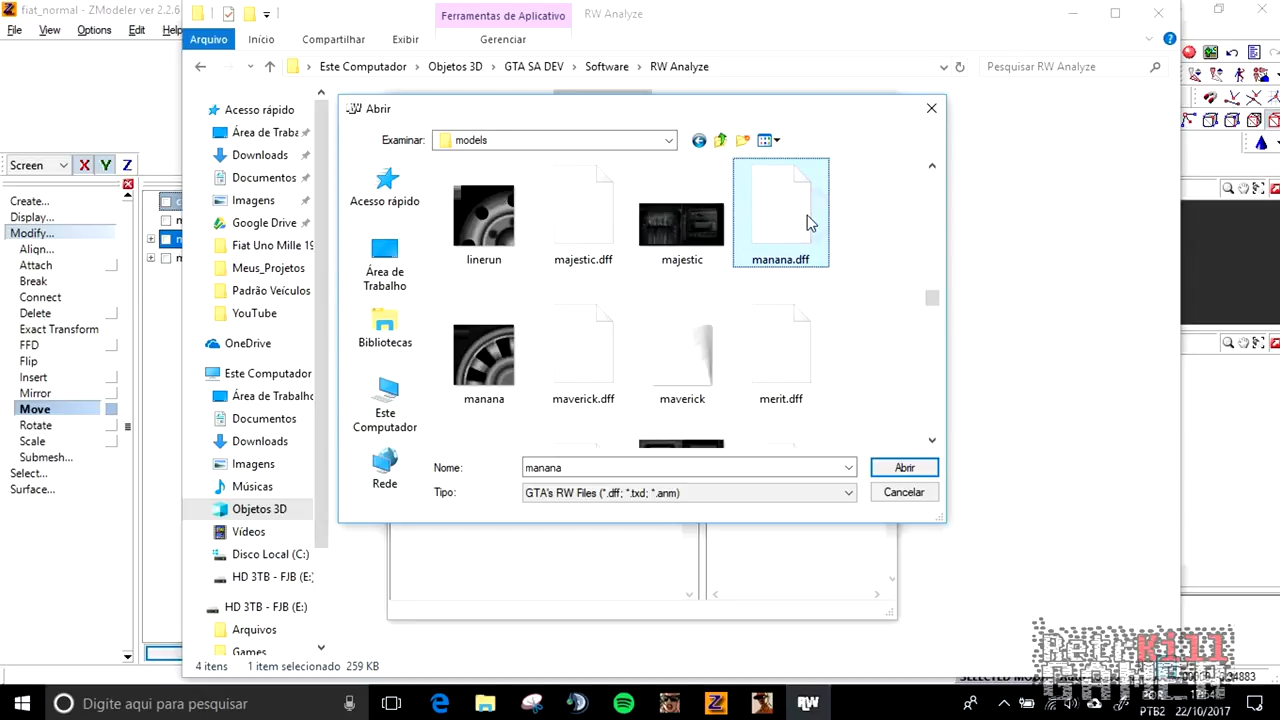 fiat_normal - ZModeler ver 2.2.6
File
View
Options
Edit
Help
Ferramentas de Aplicativo
RW Analyze
Arquivo
Início
Compartilhar
Exibir
Gerenciar
Este Computador > Objetos 3D > GTA SA DEV > Software > RW Analyze
Pesquisar RW Analyze
Screen
X
Y
Z
Create...
Display...
Modify...
Align...
Attach
Break
Connect
Delete
Exact Transform
FFD
Flip
Insert
Mirror
Move
Rotate
Scale
Submesh...
Select...
Surface...
Acesso rápido
Área de Traba
Downloads
Documentos
Imagens
Google Drive
Fiat Uno Mille 19
Meus_Projetos
Padrão Veículos
YouTube
OneDrive
Este Computador
Área de Trabalho
Documentos
Downloads
Imagens
Músicas
Objetos 3D
Vídeos
Disco Local (C:)
HD 3TB - FJB (E:)
HD 3TB - FJB (E:)
Arquivos
Games
4 itens
1 item selecionado 259 KB
Abrir
Examinar:
models
Acesso rápido
Área de
Trabalho
Bibliotecas
Este
Computador
Rede
linerun
majestic.dff
majestic
manana.dff
manana
maverick.dff
maverick
merit.dff
Nome:
manana
Abrir
Tipo:
GTA's RW Files (*.dff; *.txd; *.anm)
Cancelar
RetroKill
GAMER
Digite aqui para pesquisar
RW
PTB2
22/10/2017